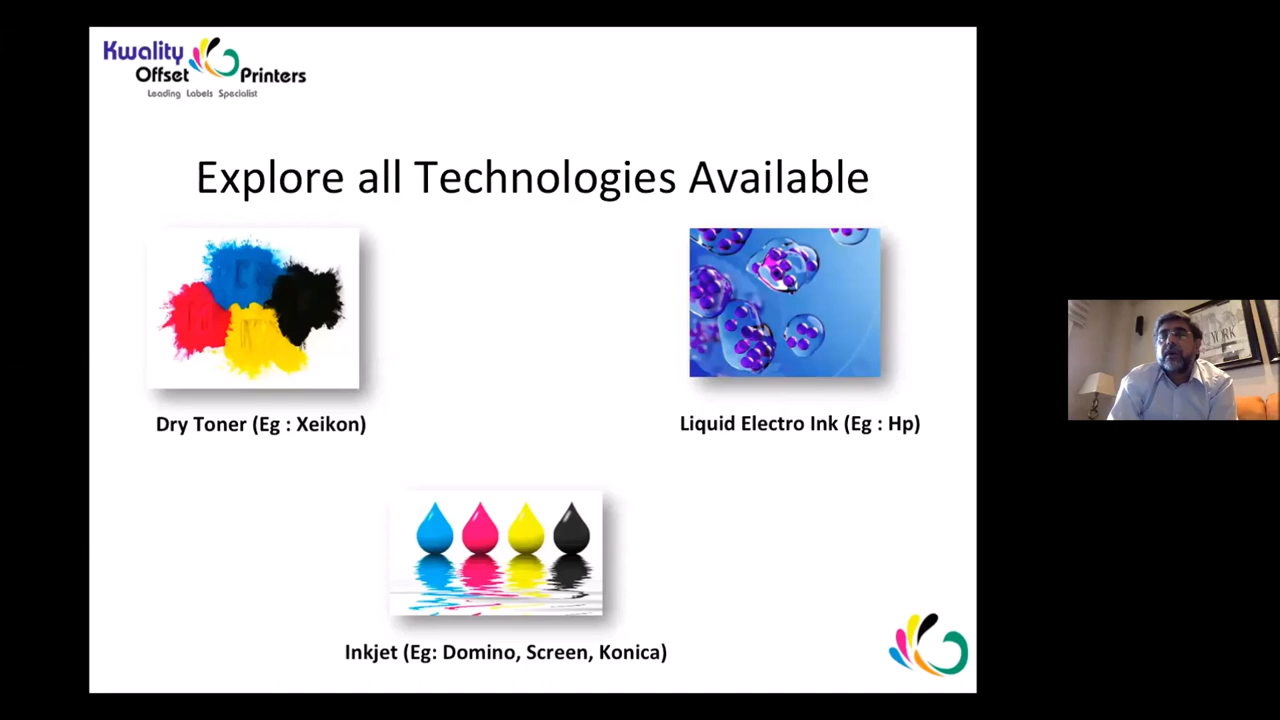 Kwality
Offset Printers
Leading Labels Specialist
Explore all Technologies Available
Dry Toner (Eg : Xeikon)
Liquid Electro Ink (Eg : Hp)
Inkjet (Eg: Domino, Screen, Konica)
YORK